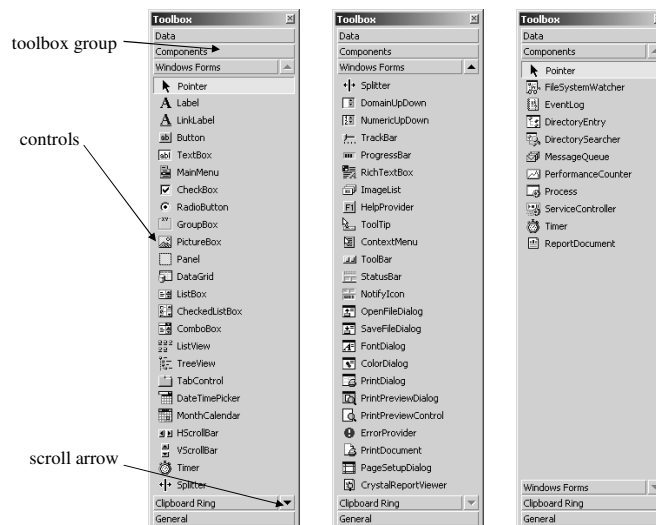 toolbox group
controls
scroll arrow
Toolbox
Data
Components
Windows Forms
Pointer
A Label
A LinkLabel
ab Button
abl TextBox
MainMenu
CheckBox
RadioButton
XY GroupBox
PictureBox
Panel
DataGrid
ListBox
CheckedListBox
ComboBox
ListView
TreeView
TabControl
DateTimePicker
MonthCalendar
HScrollBar
VScrollBar
Timer
Splitter
Clipboard Ring
General
Toolbox
Data
Components
Windows Forms
Splitter
DomainUpDown
NumericUpDown
TrackBar
ProgressBar
RichTextBox
ImageList
F1 HelpProvider
ToolTip
ContextMenu
ToolBar
StatusBar
NotifyIcon
OpenFileDialog
SaveFileDialog
FontDialog
ColorDialog
PrintDialog
PrintPreviewDialog
PrintPreviewControl
ErrorProvider
PrintDocument
PageSetupDialog
CrystalReportViewer
Clipboard Ring
General
Toolbox
Data
Components
Pointer
FileSystemWatcher
EventLog
DirectoryEntry
DirectorySearcher
MessageQueue
PerformanceCounter
Process
ServiceController
Timer
ReportDocument
Windows Forms
Clipboard Ring
General